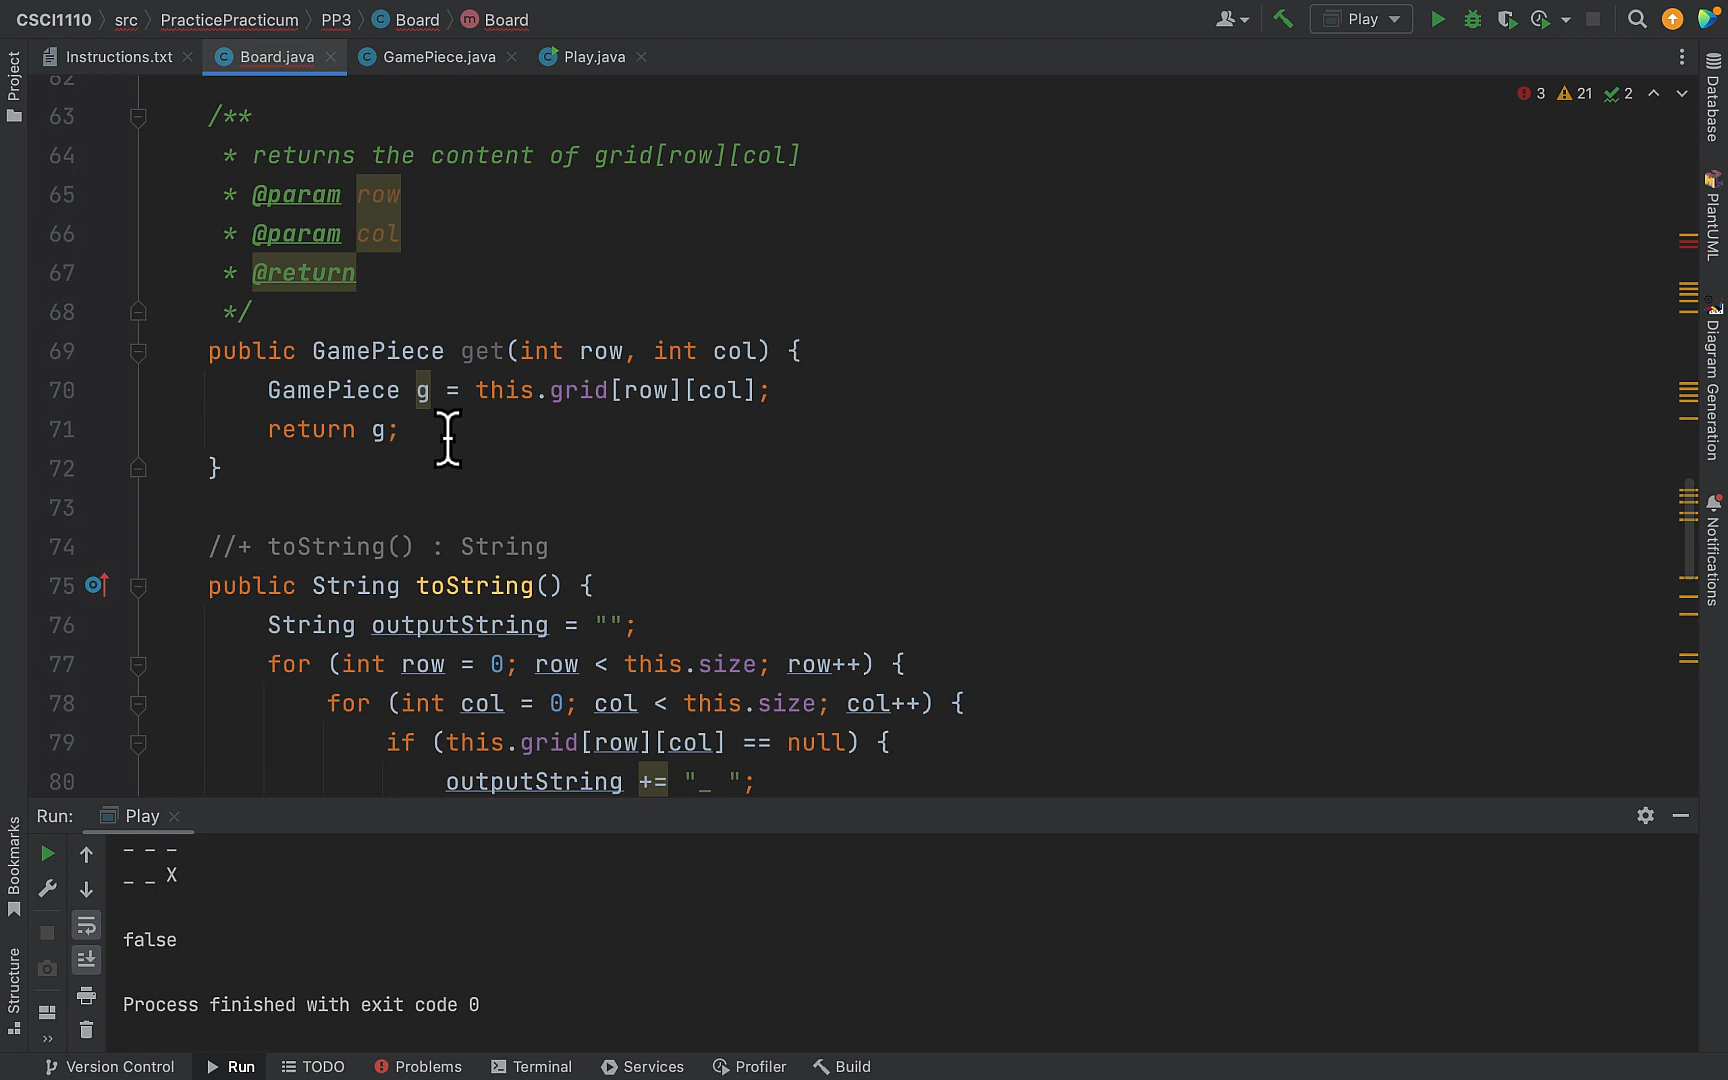 CSCI1110 src PracticePracticum PP3 Board Board Play
Instructions.txt Board.java GamePiece.java Play.java
Project
Database
PlantUML
Diagram Generation
Notifications
3 21 2
62
63 /**
64 * returns the content of grid[row][col]
65 * @param row
66 * @param col
67 * @return
68 */
69 public GamePiece get(int row, int col) {
70 GamePiece g = this.grid[row][col];
71 return g;
72 }
73
74 //+ toString() : String
75 public String toString() {
76 String outputString = "";
77 for (int row = 0; row < this.size; row++) {
78 for (int col = 0; col < this.size; col++) {
79 if (this.grid[row][col] == null) {
80 outputString += "_ ";
Run: Play
_ _ _
_ _ X
false
Process finished with exit code 0
Bookmarks
Structure
Version Control Run TODO Problems Terminal Services Profiler Build